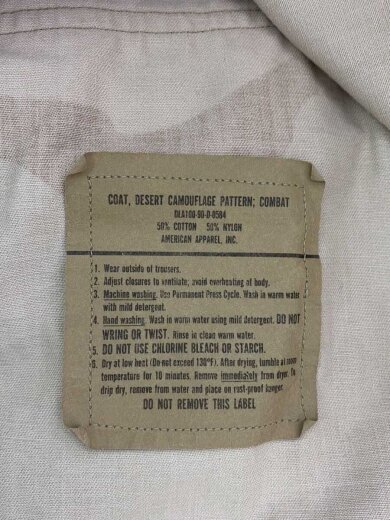 COAT, DESERT CAMOUFLAGE PATTERN; COMBAT
DLA100-90-D-0504
50% COTTON 50% NYLON
AMERICAN APPAREL, INC.
1. Wear outside of trousers.
2. Adjust closures to ventilate; avoid overheating of body.
3. Machine washing. Use Permanent Press Cycle. Wash in warm water
with mild detergent.
4. Hand washing. Wash in warm water using mild detergent. DO NOT
WRING OR TWIST. Rinse in clean warm water.
5. DO NOT USE CHLORINE BLEACH OR STARCH.
6. Dry at low heat (Do not exceed 130°F). After drying, tumble at room
temperature for 10 minutes. Remove immediately from dryer. To
drip dry, remove from water and place on rust-proof hanger.
DO NOT REMOVE THIS LABEL